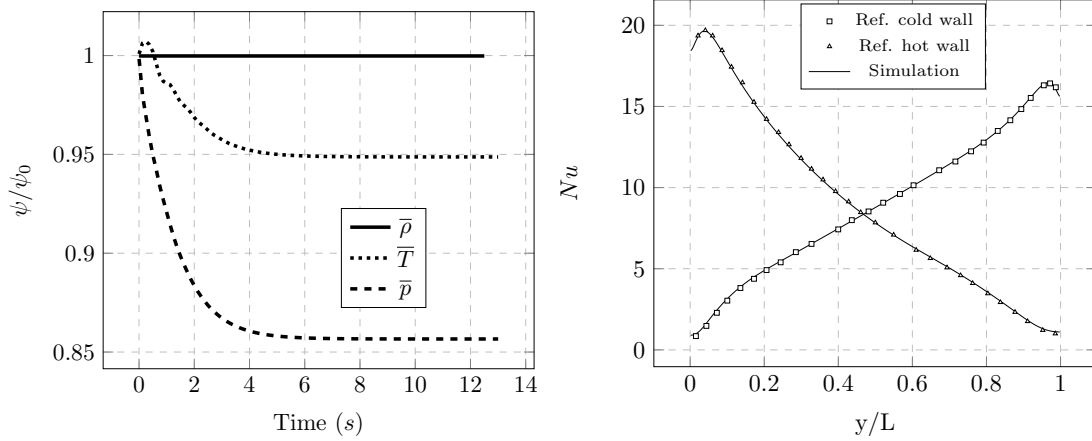 1
0.95
0.9
0.85
ψ/ψ₀
0 2 4 6 8 10 12 14
Time (s)
ρ̅
T̅
p̅
20
15
10
5
0
Nu
0 0.2 0.4 0.6 0.8 1
y/L
Ref. cold wall
Ref. hot wall
Simulation